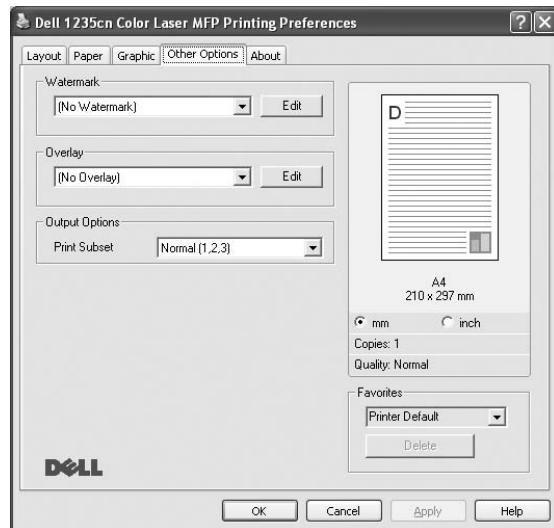 Dell 1235cn Color Laser MFP Printing Preferences
Layout Paper Graphic Other Options About
Watermark
(No Watermark) Edit
Overlay
(No Overlay) Edit
Output Options
Print Subset Normal (1,2,3)
D
A4
210 x 297 mm
mm inch
Copies: 1
Quality: Normal
Favorites
Printer Default
Delete
DELL
OK Cancel Apply Help